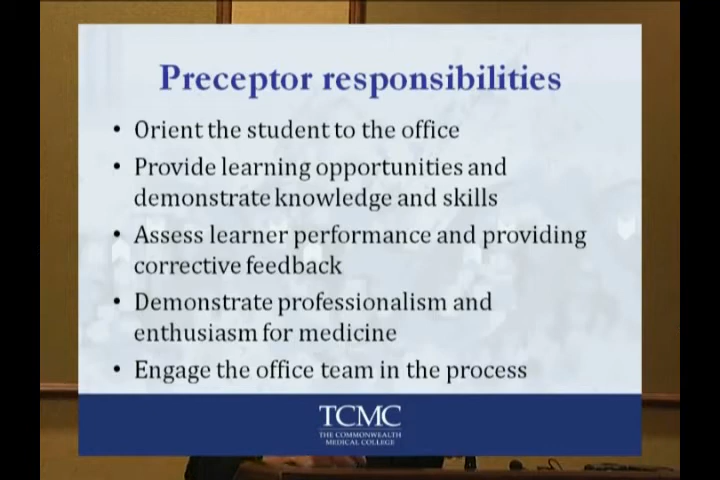 Preceptor responsibilities
• Orient the student to the office
• Provide learning opportunities and
demonstrate knowledge and skills
• Assess learner performance and providing
corrective feedback
• Demonstrate professionalism and
enthusiasm for medicine
• Engage the office team in the process
TCMC
THE COMMONWEALTH
MEDICAL COLLEGE